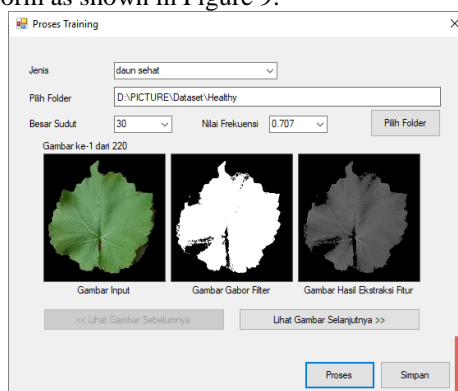 form as shown in Figure 9.
Proses Training
Jenis daun sehat
Pilih Folder D:\PICTURE\Dataset\Healthy
Besar Sudut 30 Nilai Frekuensi 0.707 Pilih Folder
Gambar ke-1 dari 220
Gambar Input Gambar Gabor Filter Gambar Hasil Ekstraksi Fitur
<< Lihat Gambar Sebelumnya Lihat Gambar Selanjutnya >>
Proses Simpan